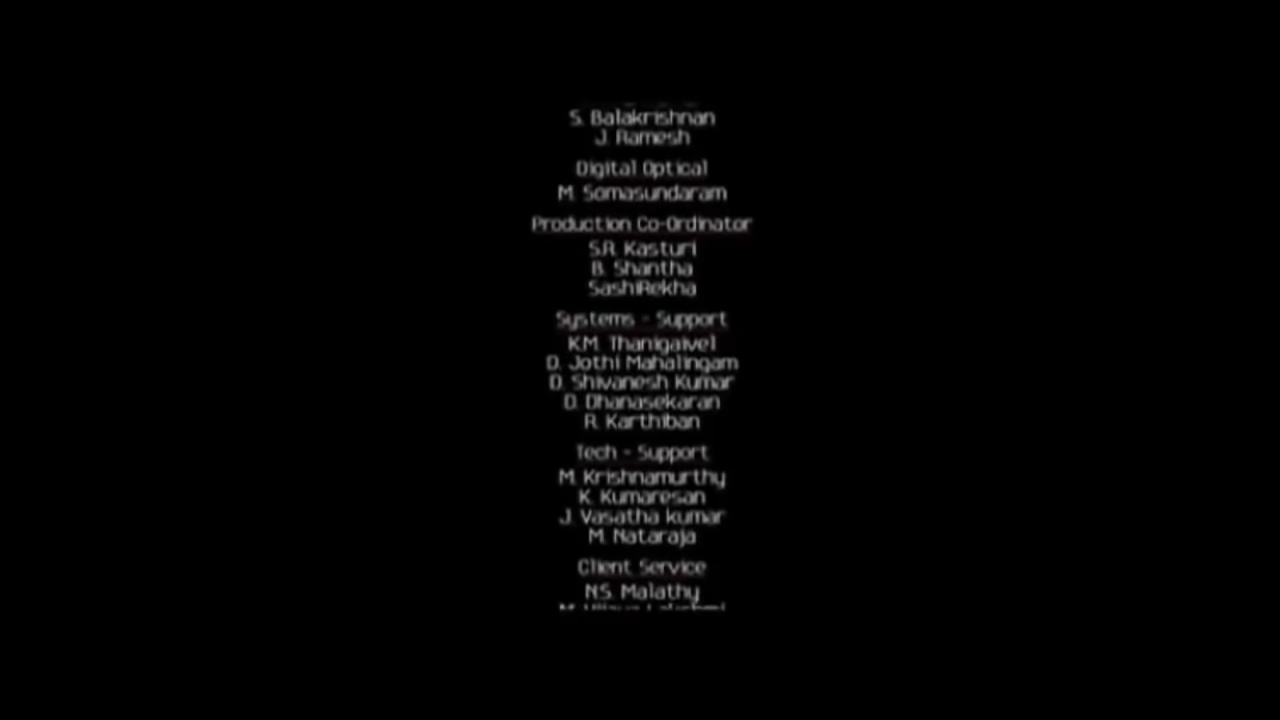 S. Balakrishnan
J. Ramesh
Digital Optical
M. Somasundaram
Production Co-Ordinator
S.R. Kasturi
B. Shantha
SashiRekha
Systems - Support
K.M. Thanigaivel
D. Jothi Mahalingam
D. Shivanesh Kumar
D. Dhanasekaran
R. Karthiban
Tech - Support
M. Krishnamurthy
K. Kumaresan
J. Vasatha kumar
M. Nataraja
Client Service
N.S. Malathy